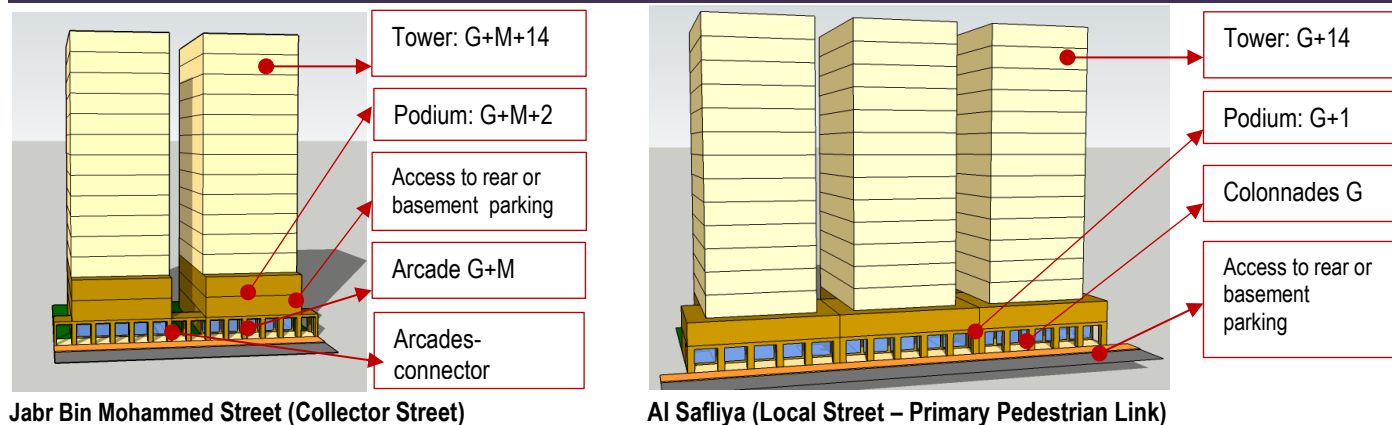 Tower: G+M+14
Podium: G+M+2
Access to rear or
basement parking
Arcade G+M
Arcades-
connector
Jabr Bin Mohammed Street (Collector Street)
Tower: G+14
Podium: G+1
Colonnades G
Access to rear or
basement
parking
Al Safliya (Local Street – Primary Pedestrian Link)